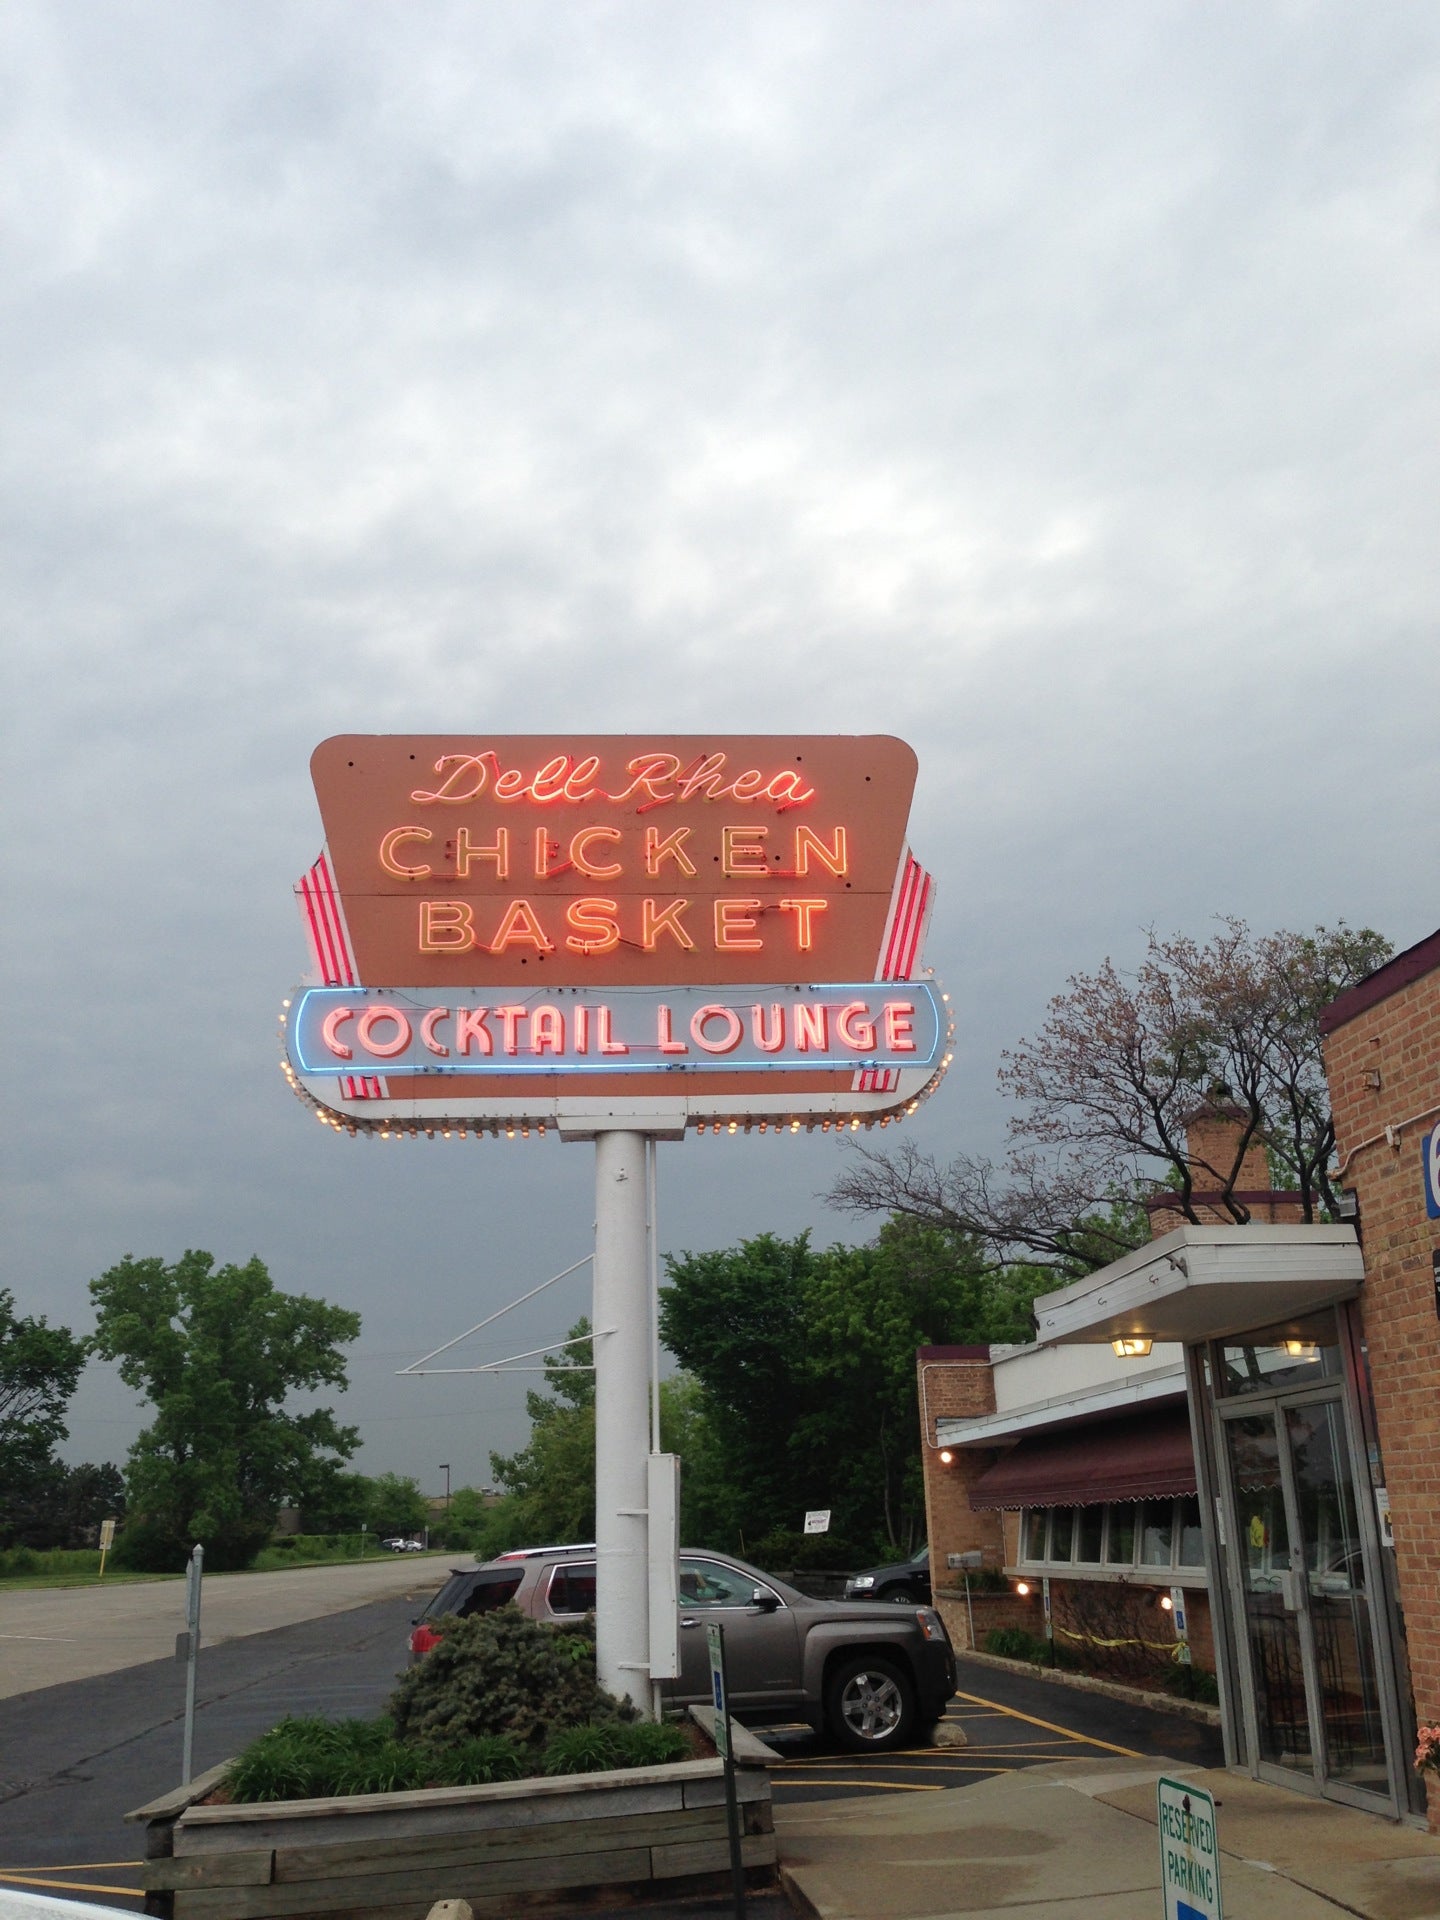 Dell Rhea
CHICKEN
BASKET
COCKTAIL LOUNGE
RESERVED
PARKING